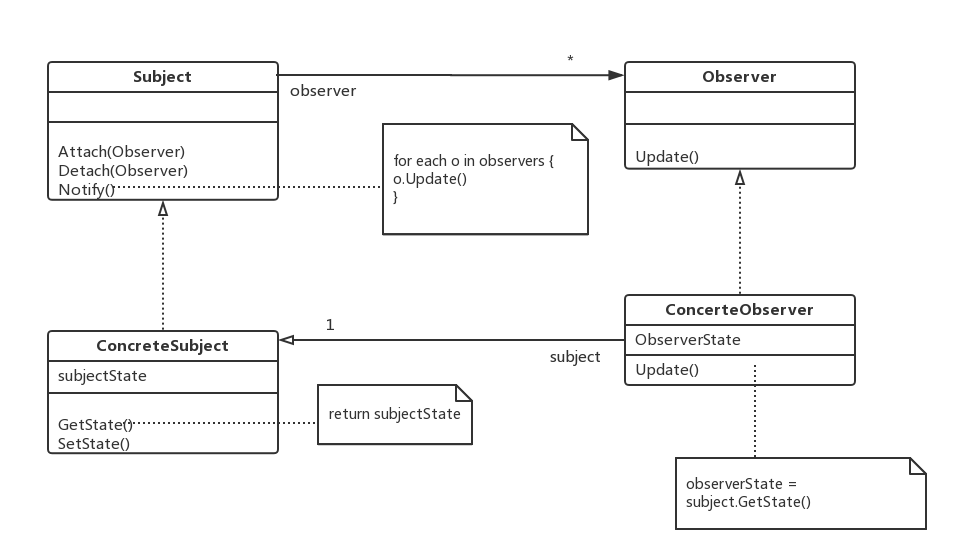 Subject
Attach(Observer)
Detach(Observer)
Notify()
*
observer
Observer
Update()
for each o in observers {
o.Update()
}
ConcreteSubject
subjectState
GetState()
SetState()
1
subject
ConcerteObserver
ObserverState
Update()
return subjectState
observerState =
subject.GetState()